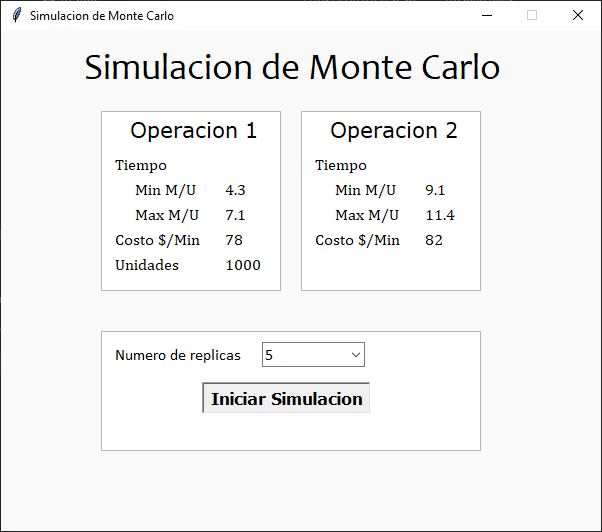 Simulacion de Monte Carlo
Simulacion de Monte Carlo
Operacion 1
Tiempo
Min M/U 4.3
Max M/U 7.1
Costo $/Min 78
Unidades 1000
Operacion 2
Tiempo
Min M/U 9.1
Max M/U 11.4
Costo $/Min 82
Numero de replicas 5
Iniciar Simulacion